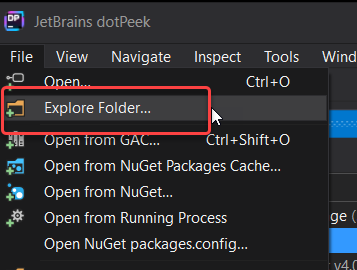 JetBrains dotPeek
File View Navigate Inspect Tools Wind
Open... Ctrl+O
Explore Folder...
Open from GAC... Ctrl+Shift+O
Open from NuGet Packages Cache...
Open from NuGet...
ge (
Open from Running Process
Open NuGet packages.config...
v4.0